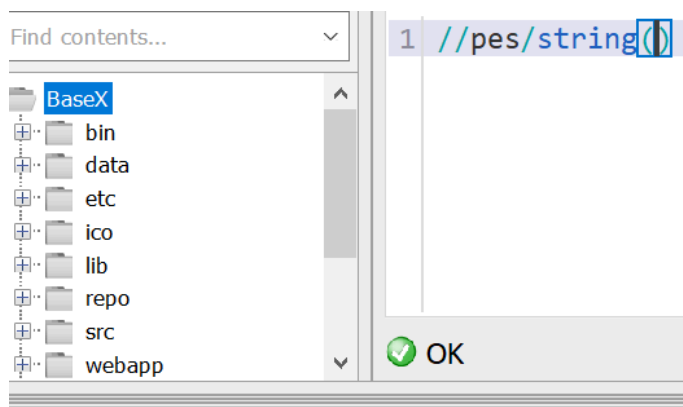 Find contents...
BaseX
bin
data
etc
ico
lib
repo
src
webapp
1 //pes/string()
OK